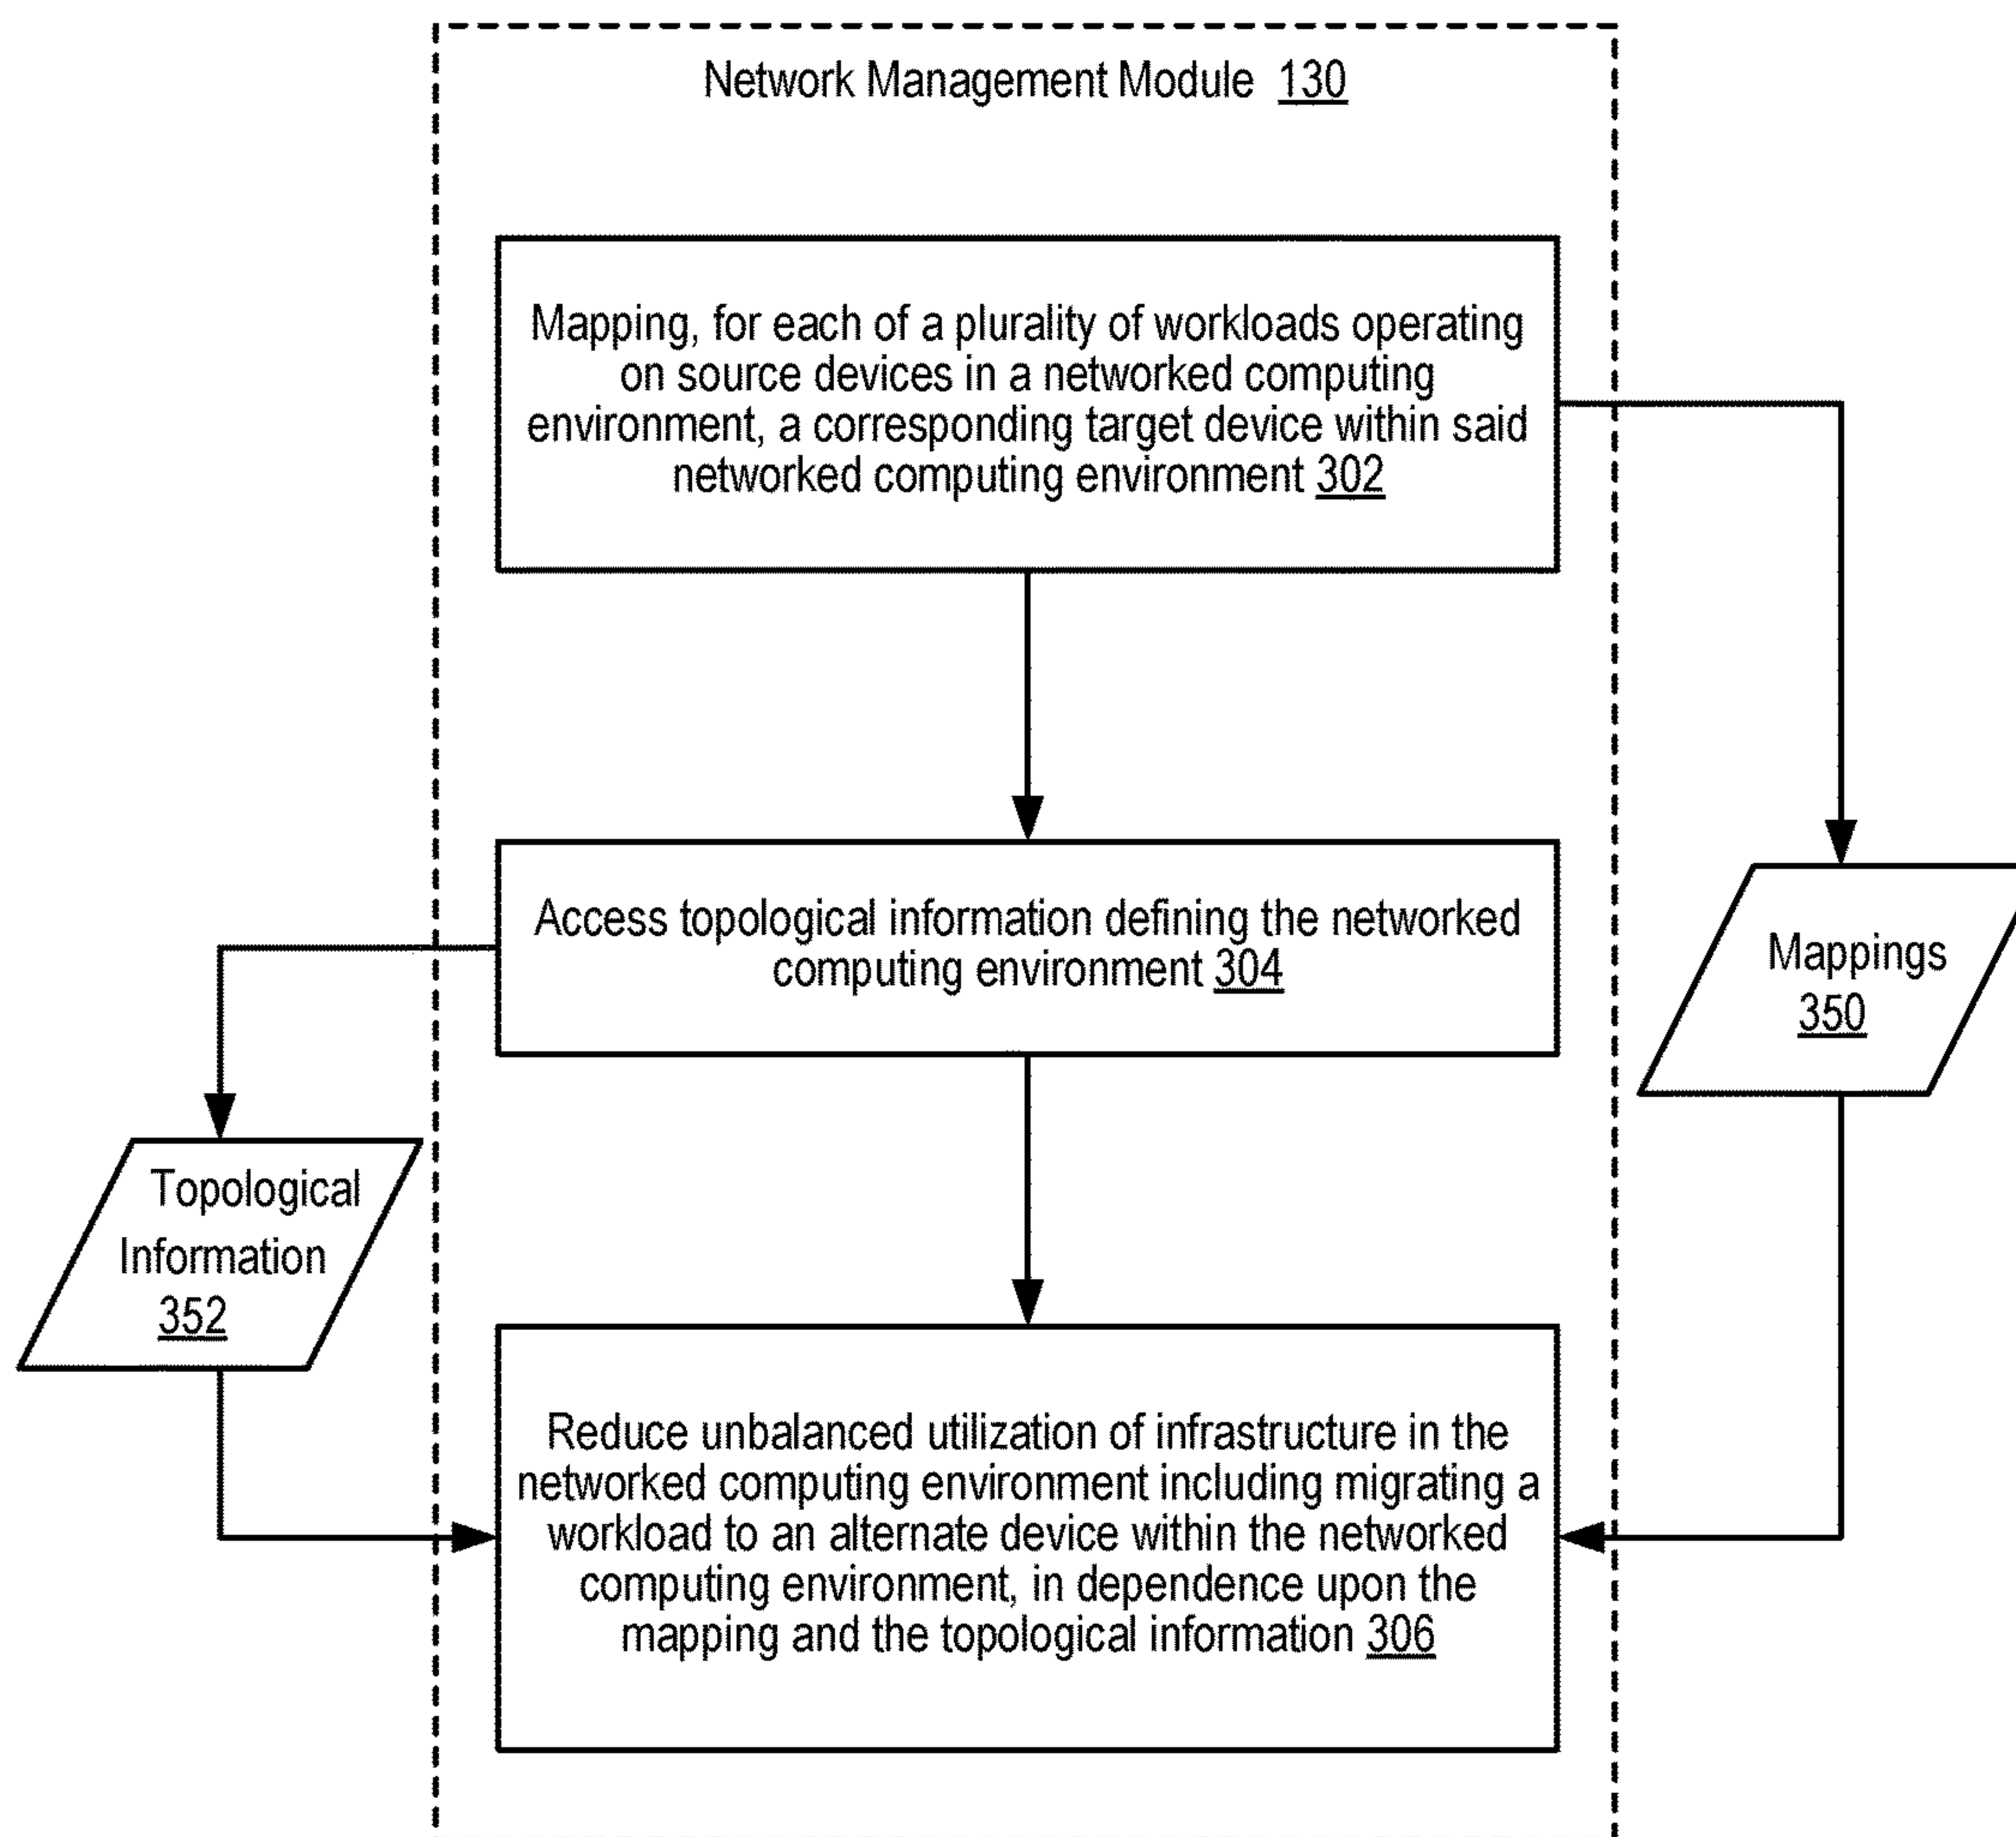 Network Management Module 130
Mapping, for each of a plurality of workloads operating
on source devices in a networked computing
environment, a corresponding target device within said
networked computing environment 302
Access topological information defining the networked
computing environment 304
Mappings
350
Topological
Information
352
Reduce unbalanced utilization of infrastructure in the
networked computing environment including migrating a
workload to an alternate device within the networked
computing environment, in dependence upon the
mapping and the topological information 306